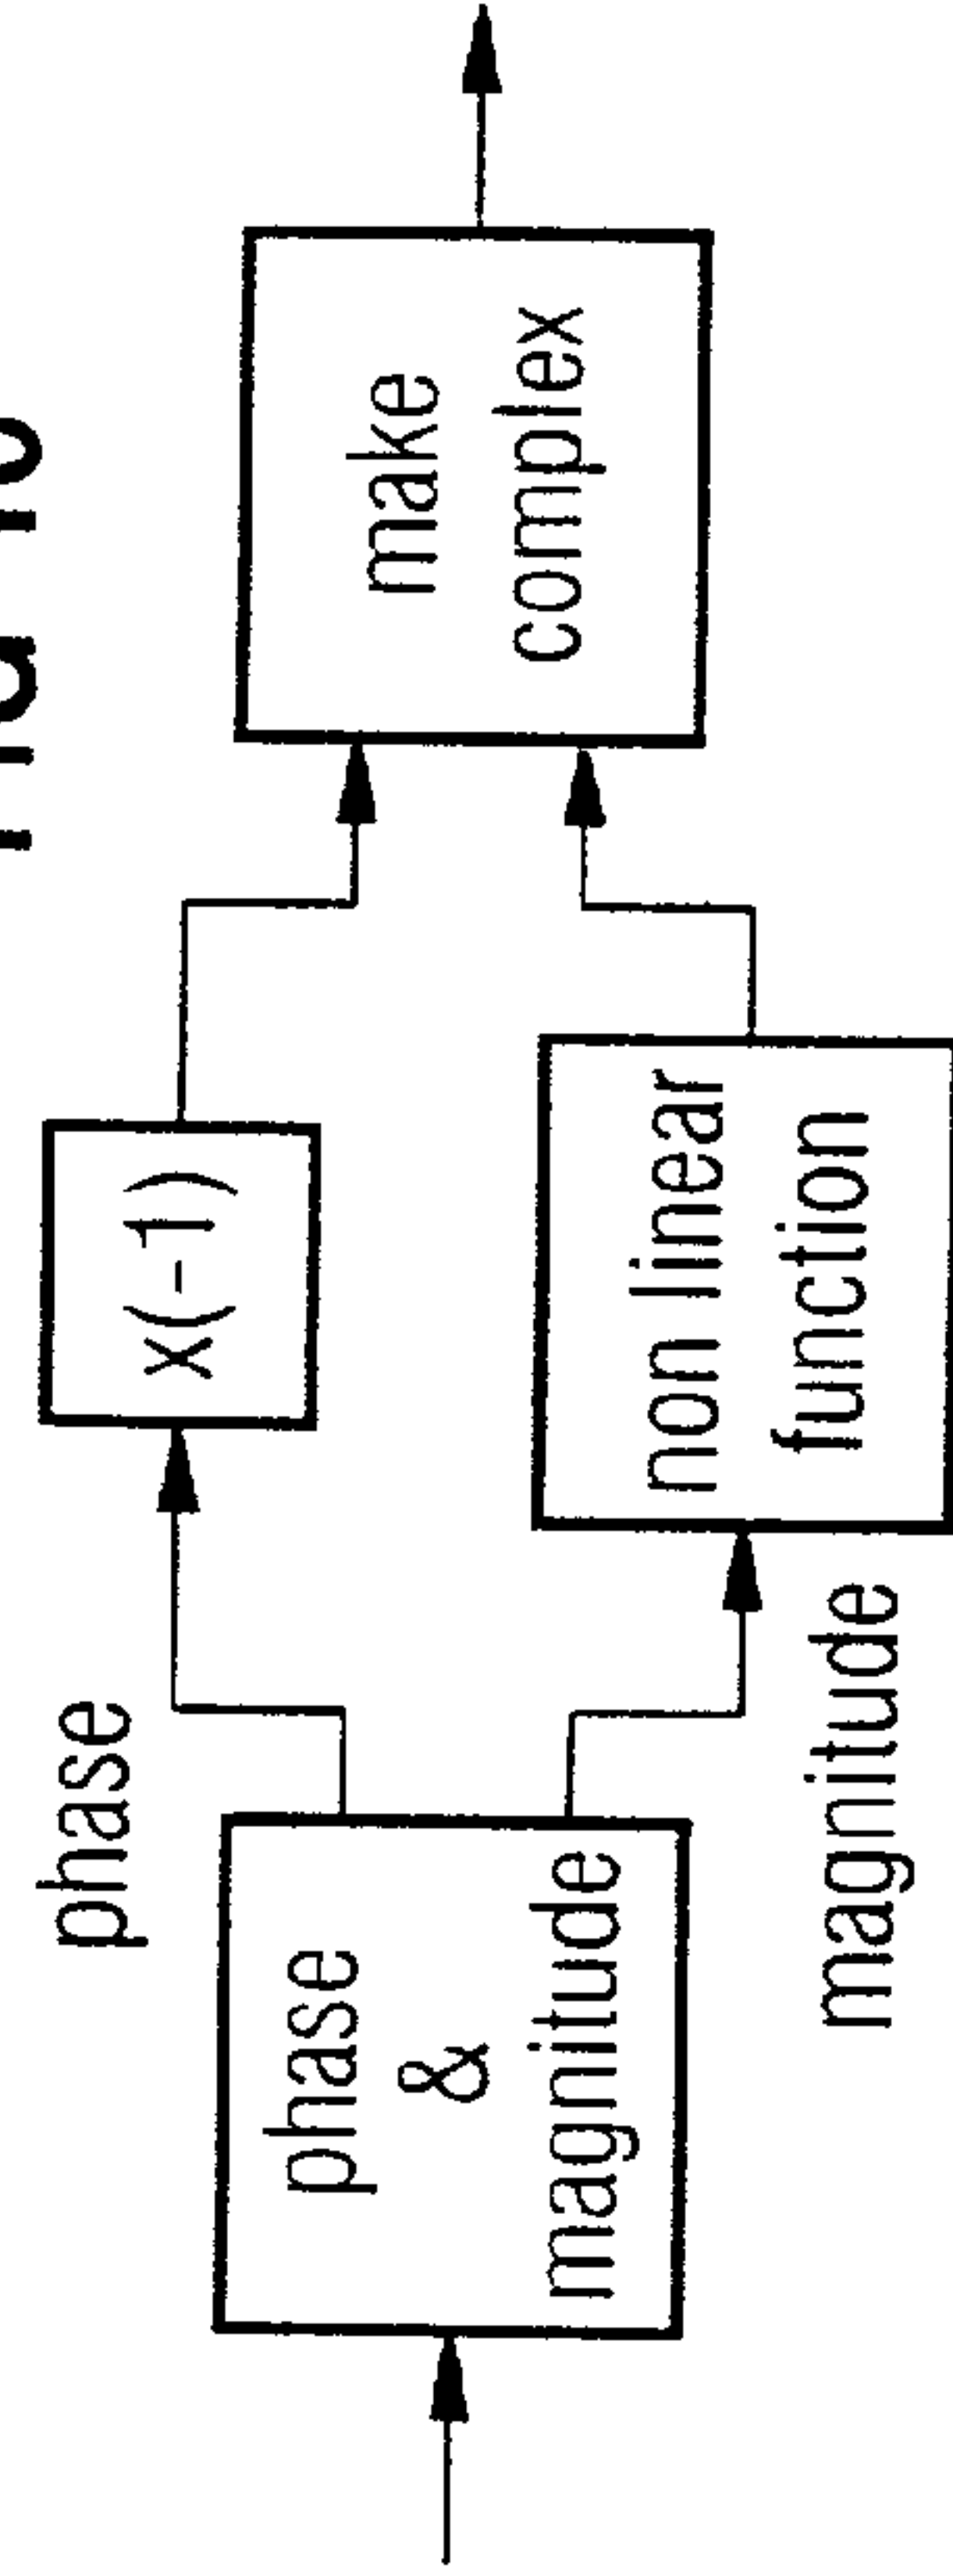 phase
&
magnitude
phase
magnitude
x(-1)
non linear
function
make
complex